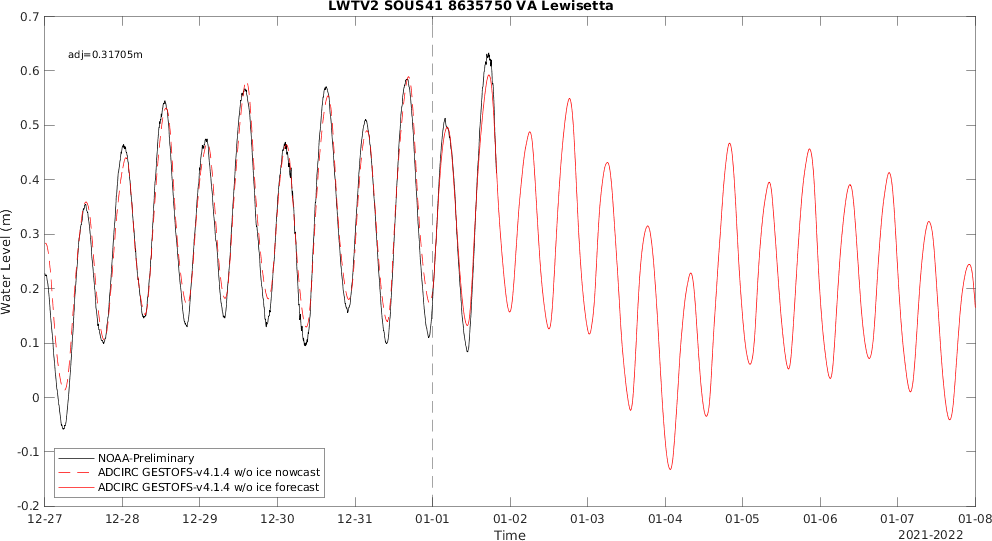 LWTV2 SOUS41 8635750 VA Lewisetta
adj=0.31705m
Water Level (m)
0.7
0.6
0.5
0.4
0.3
0.2
0.1
0
-0.1
-0.2
NOAA-Preliminary
ADCIRC GESTOFS-v4.1.4 w/o ice nowcast
ADCIRC GESTOFS-v4.1.4 w/o ice forecast
12-27 12-28 12-29 12-30 12-31 01-01 01-02 01-03 01-04 01-05 01-06 01-07 01-08
Time
2021-2022